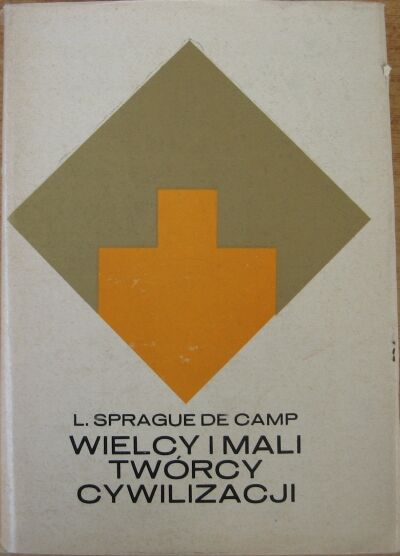 L. SPRAGUE DE CAMP
WIELCY I MALI
TWÓRCY
CYWILIZACJI